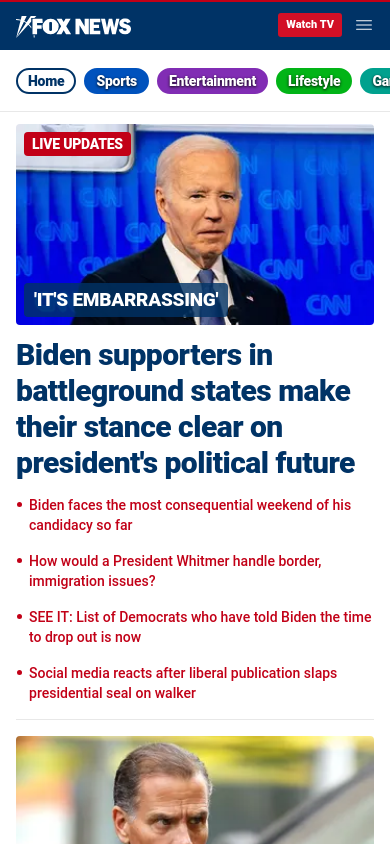 FOX NEWS
Watch TV
Home
Sports
Entertainment
Lifestyle
LIVE UPDATES
CNN
CNN
CNN
'IT'S EMBARRASSING'
Biden supporters in
battleground states make
their stance clear on
president's political future
• Biden faces the most consequential weekend of his
candidacy so far
• How would a President Whitmer handle border,
immigration issues?
• SEE IT: List of Democrats who have told Biden the time
to drop out is now
• Social media reacts after liberal publication slaps
presidential seal on walker